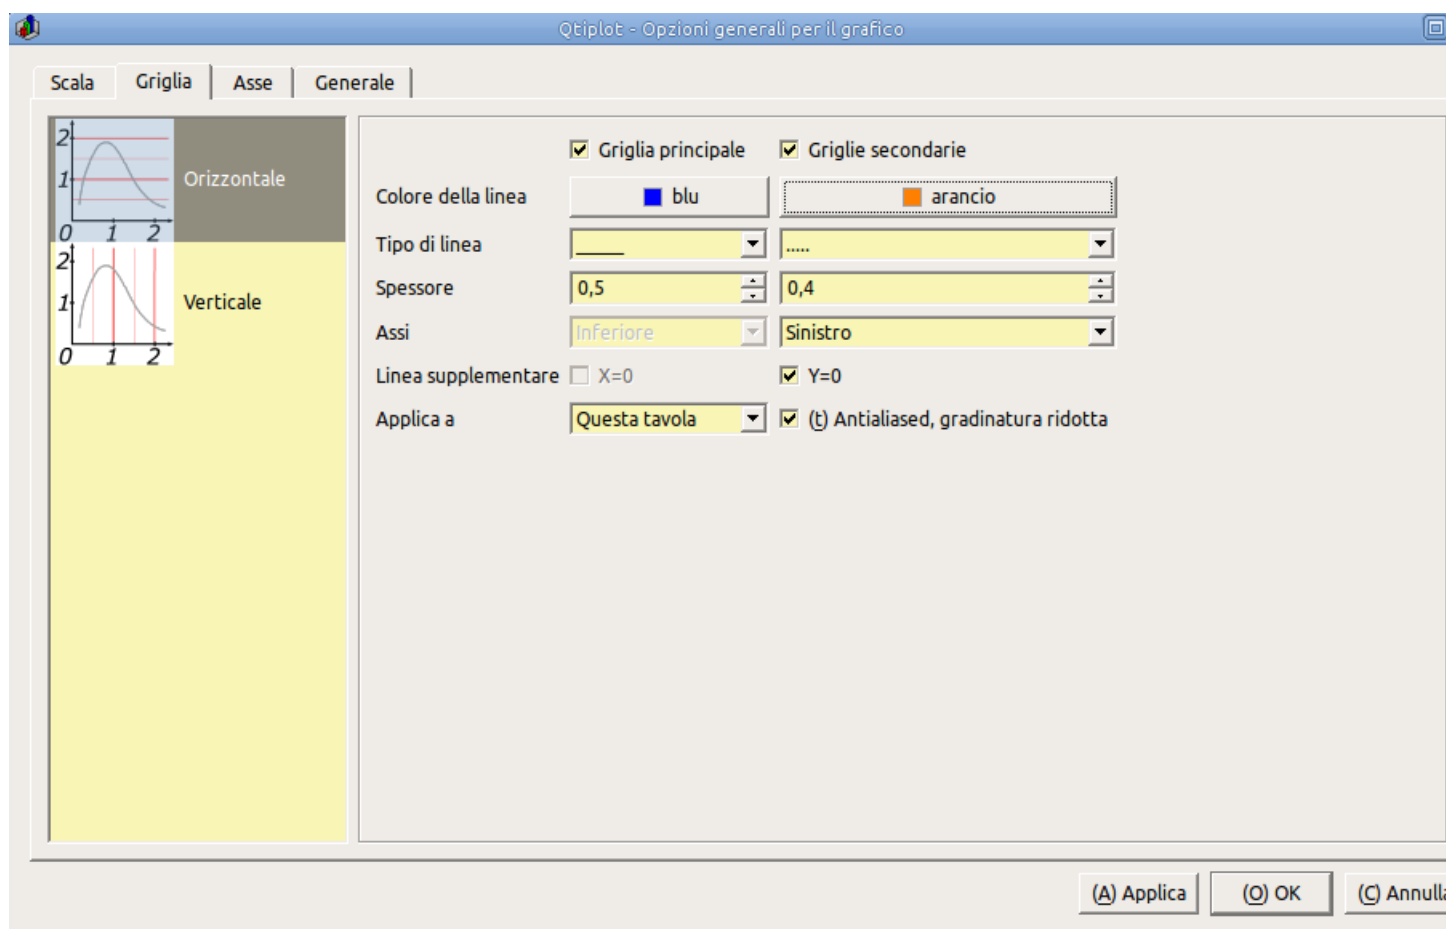 Qtiplot - Opzioni generali per il grafico
Scala Griglia Asse Generale
2
1
0 1 2
Orizzontale
2
1
0 1 2
Verticale
Griglia principale Griglie secondarie
Colore della linea blu arancio
Tipo di linea _____ .....
Spessore 0,5 0,4
Assi Inferiore Sinistro
Linea supplementare X=0 Y=0
Applica a Questa tavola (t) Antialiased, gradinatura ridotta
(A) Applica (O) OK (C) Annulla